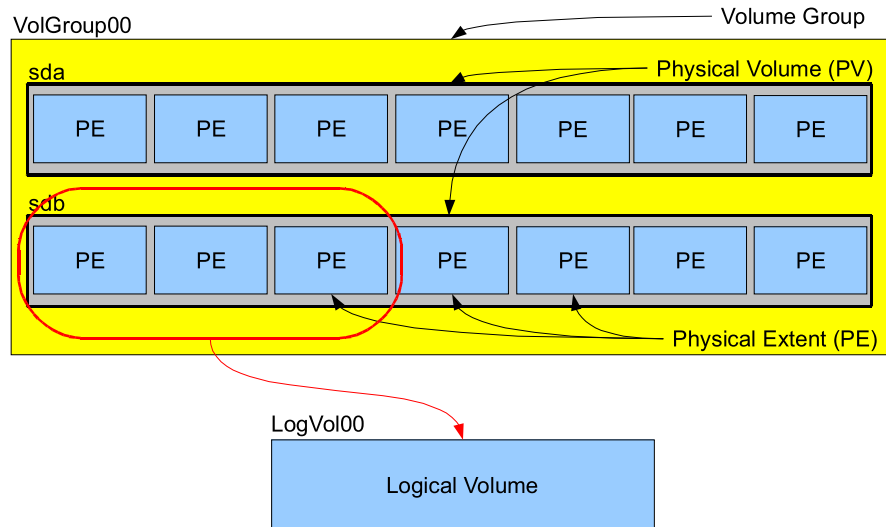 VolGroup00
Volume Group
sda
Physical Volume (PV)
PE PE PE PE PE PE PE
sdb
PE PE PE PE PE PE PE
Physical Extent (PE)
LogVol00
Logical Volume